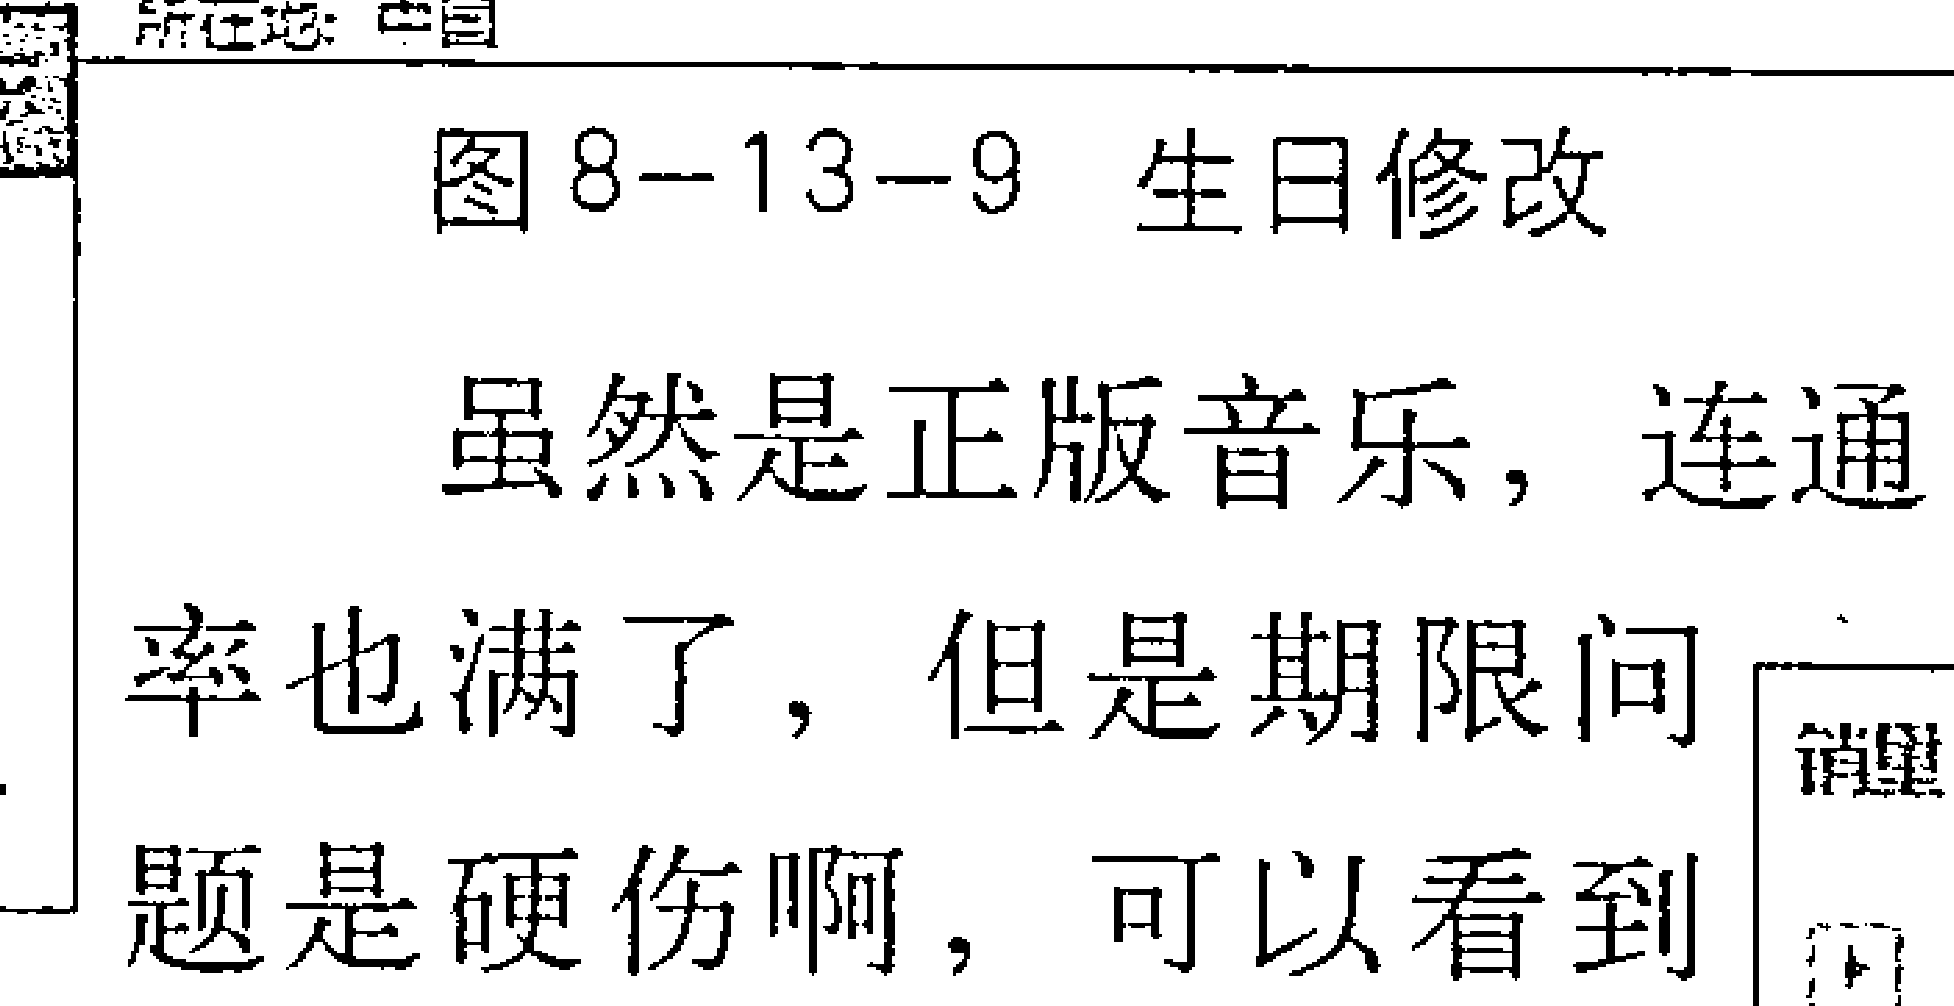 所在地: 中国
图8-13-9 生日修改
虽然是正版音乐，连通
率也满了，但是期限问
题是硬伤啊，可以看到